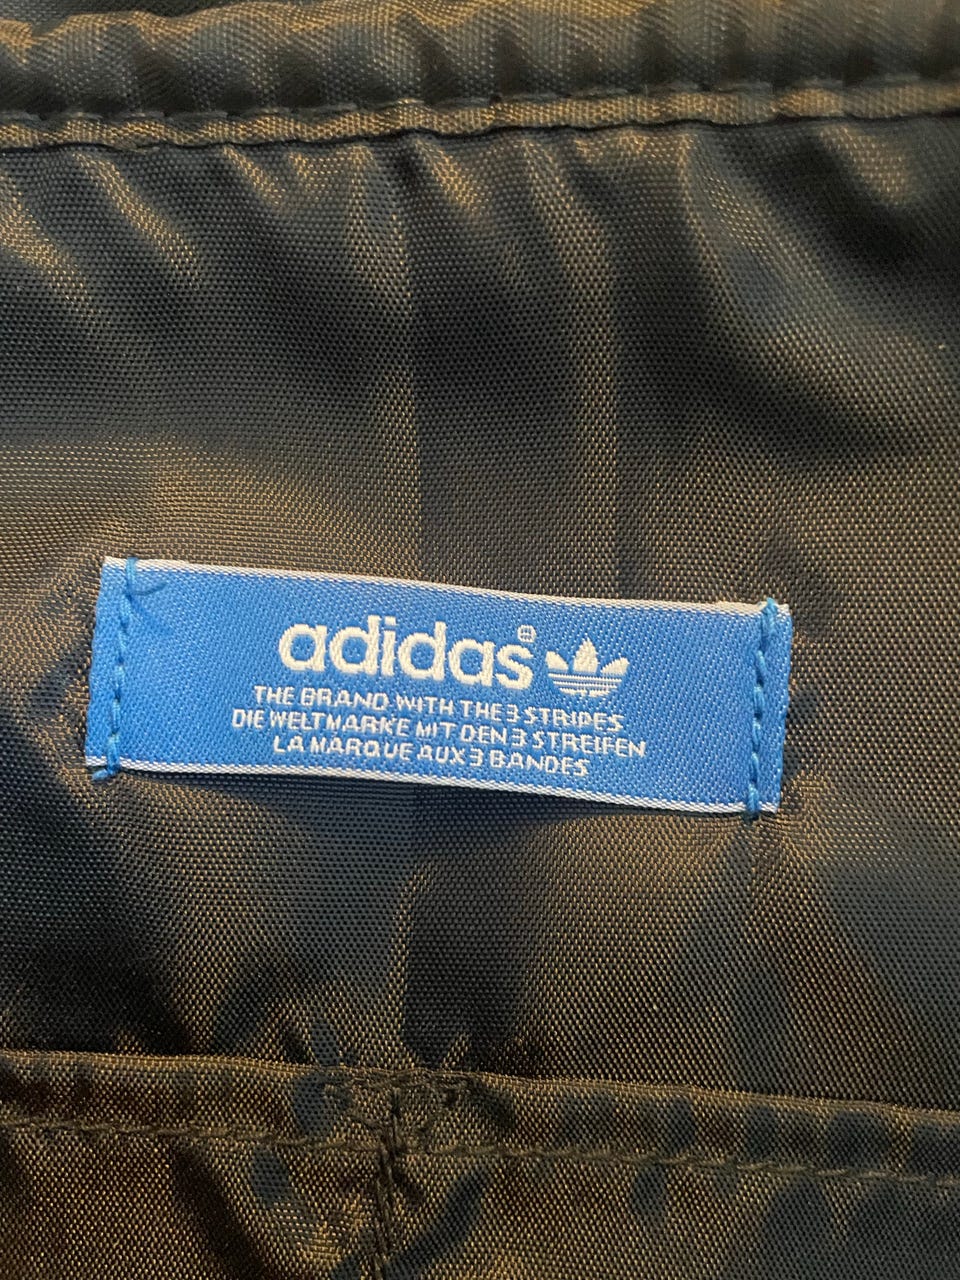 adidas®
THE BRAND WITH THE 3 STRIPES
DIE WELTMARKE MIT DEN 3 STREIFEN
LA MARQUE AUX 3 BANDES